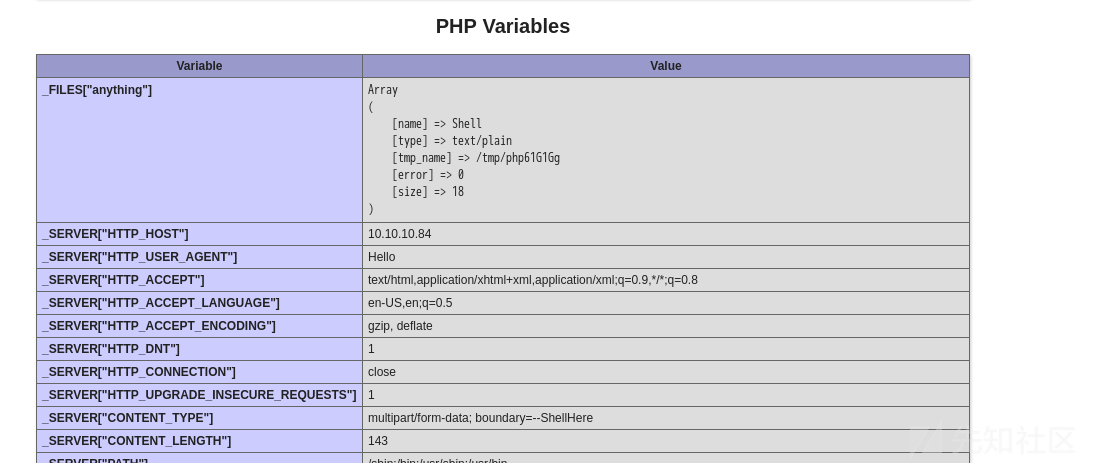 PHP Variables
Variable Value
_FILES["anything"] Array
(
[name] => Shell
[type] => text/plain
[tmp_name] => /tmp/php61G1Gg
[error] => 0
[size] => 18
)
_SERVER["HTTP_HOST"] 10.10.10.84
_SERVER["HTTP_USER_AGENT"] Hello
_SERVER["HTTP_ACCEPT"] text/html,application/xhtml+xml,application/xml;q=0.9,*/*;q=0.8
_SERVER["HTTP_ACCEPT_LANGUAGE"] en-US,en;q=0.5
_SERVER["HTTP_ACCEPT_ENCODING"] gzip, deflate
_SERVER["HTTP_DNT"] 1
_SERVER["HTTP_CONNECTION"] close
_SERVER["HTTP_UPGRADE_INSECURE_REQUESTS"] 1
_SERVER["CONTENT_TYPE"] multipart/form-data; boundary=--ShellHere
_SERVER["CONTENT_LENGTH"] 143
_SERVER["PATH"] /sbin:/bin:/usr/sbin:/usr/bin
先知社区